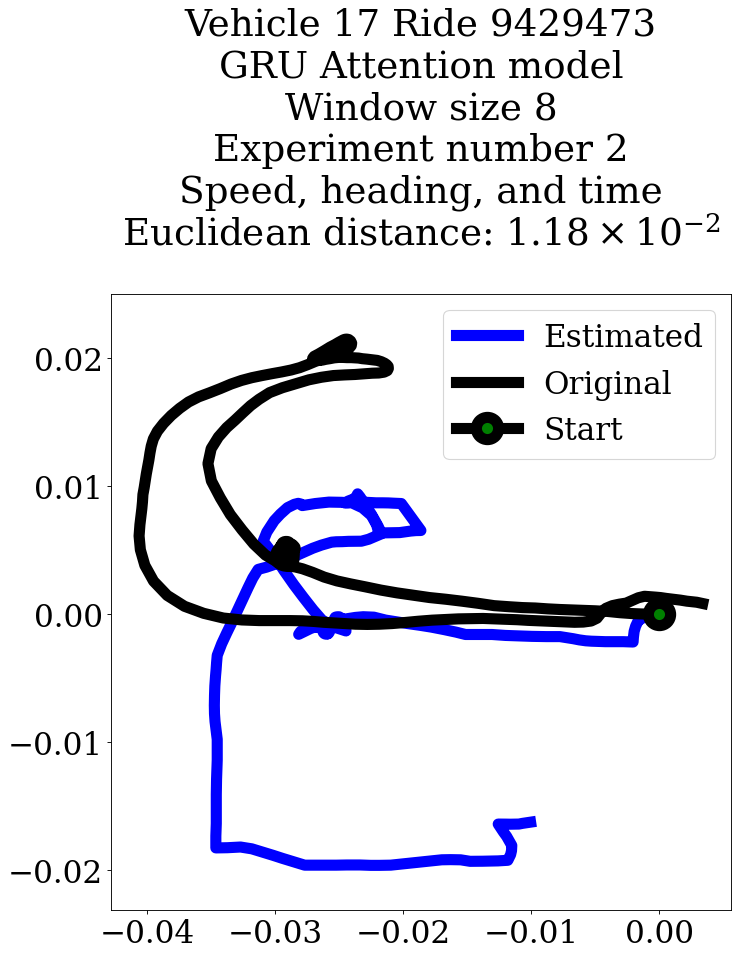 Vehicle 17 Ride 9429473
GRU Attention model
Window size 8
Experiment number 2
Speed, heading, and time
Euclidean distance: 1.18 × 10⁻²
Estimated
Original
Start
0.02
0.01
0.00
−0.01
−0.02
−0.04 −0.03 −0.02 −0.01 0.00